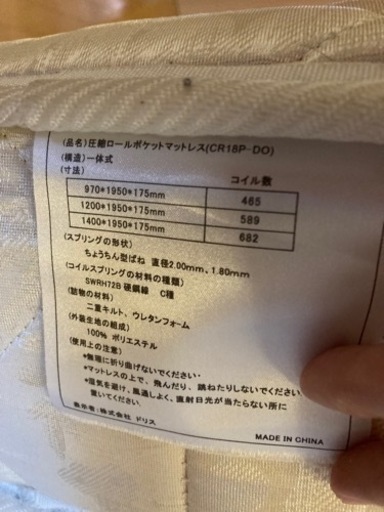 (品名)圧縮ロールポケットマットレス(CR18P-DO)
(構造)一体式
(寸法) コイル数
970*1950*175mm 465
1200*1950*175mm 589
1400*1950*175mm 682
(スプリングの形状)
ちょうちん型ばね 直径2.00mm、1.80mm
(コイルスプリングの材料の種類)
SWRH72B 硬鋼線 C種
(詰物の材料)
二重キルト、ウレタンフォーム
(外装生地の組成)
100% ポリエステル
(使用上の注意)
*無理に折り曲げないでください
*マットレスの上で、飛んだり、跳ねたりしないでください
*湿気を避け、風通しよく、直射日光が当たらない所に
置いてください。
表示者:株式会社 ドリス
MADE IN CHINA